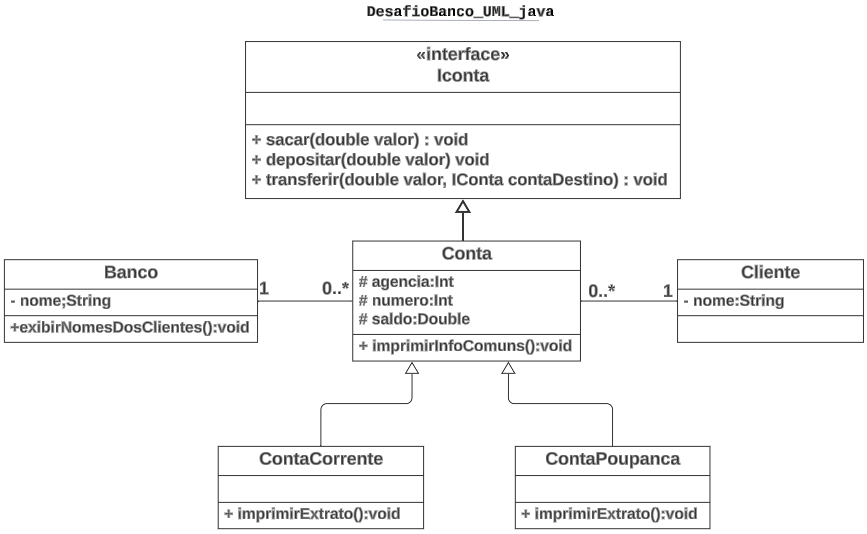 DesafioBanco_UML_java
«interface»
Iconta
+ sacar(double valor) : void
+ depositar(double valor) void
+ transferir(double valor, IConta contaDestino) : void
Banco
- nome;String
+exibirNomesDosClientes():void
1
0..*
Conta
# agencia:Int
# numero:Int
# saldo:Double
+ imprimirInfoComuns():void
0..*
1
Cliente
- nome:String
ContaCorrente
+ imprimirExtrato():void
ContaPoupanca
+ imprimirExtrato():void